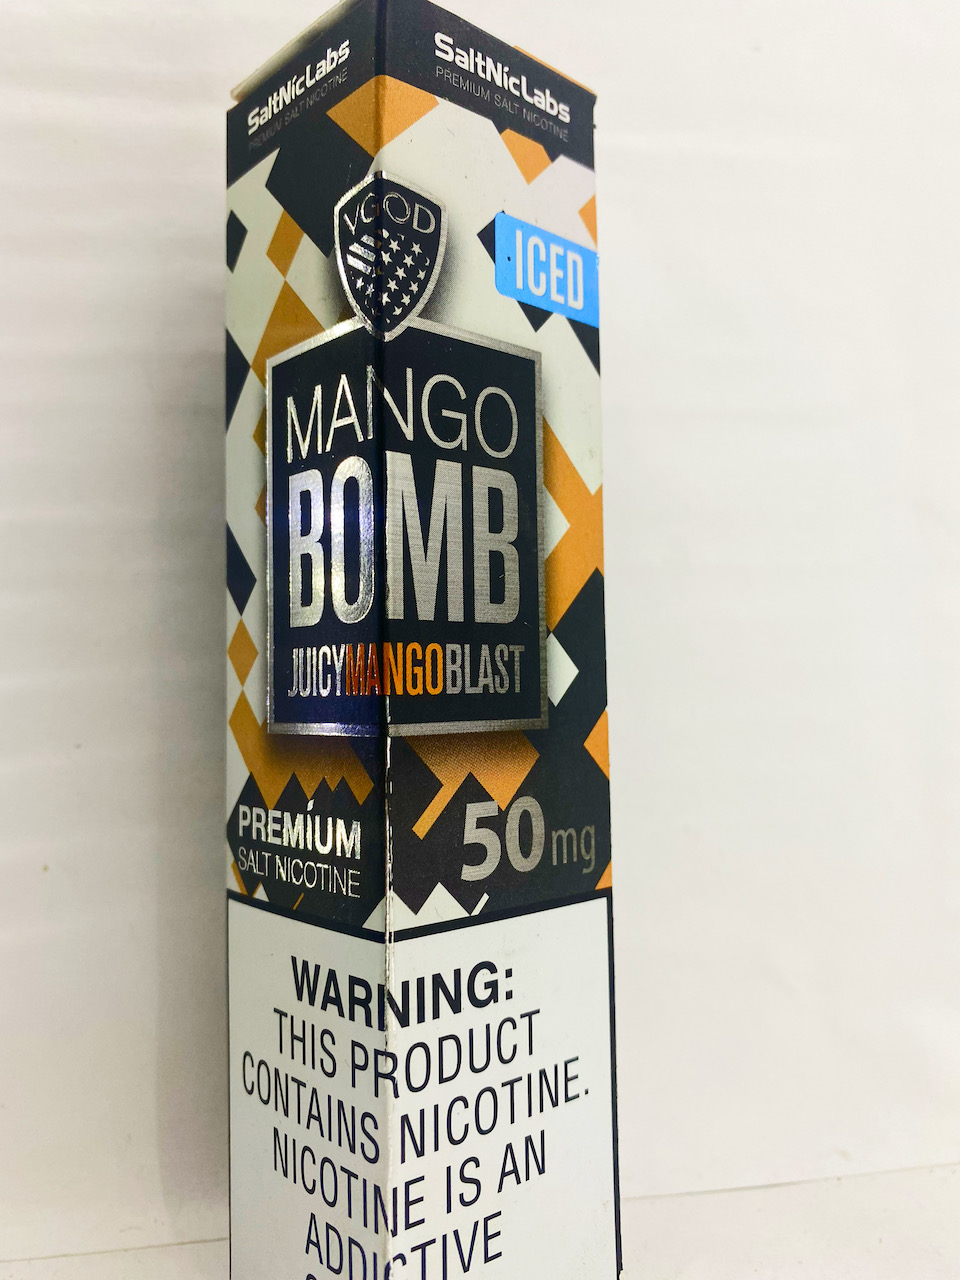 SaltNicLabs
PREMIUM SALT NICOTINE
SaltNicLabs
PREMIUM SALT NICOTINE
VGOD
ICED
MANGO
BOMB
JUICYMANGOBLAST
PREMIUM
SALT NICOTINE
50mg
WARNING:
THIS PRODUCT
CONTAINS NICOTINE.
NICOTINE IS AN
ADDICTIVE